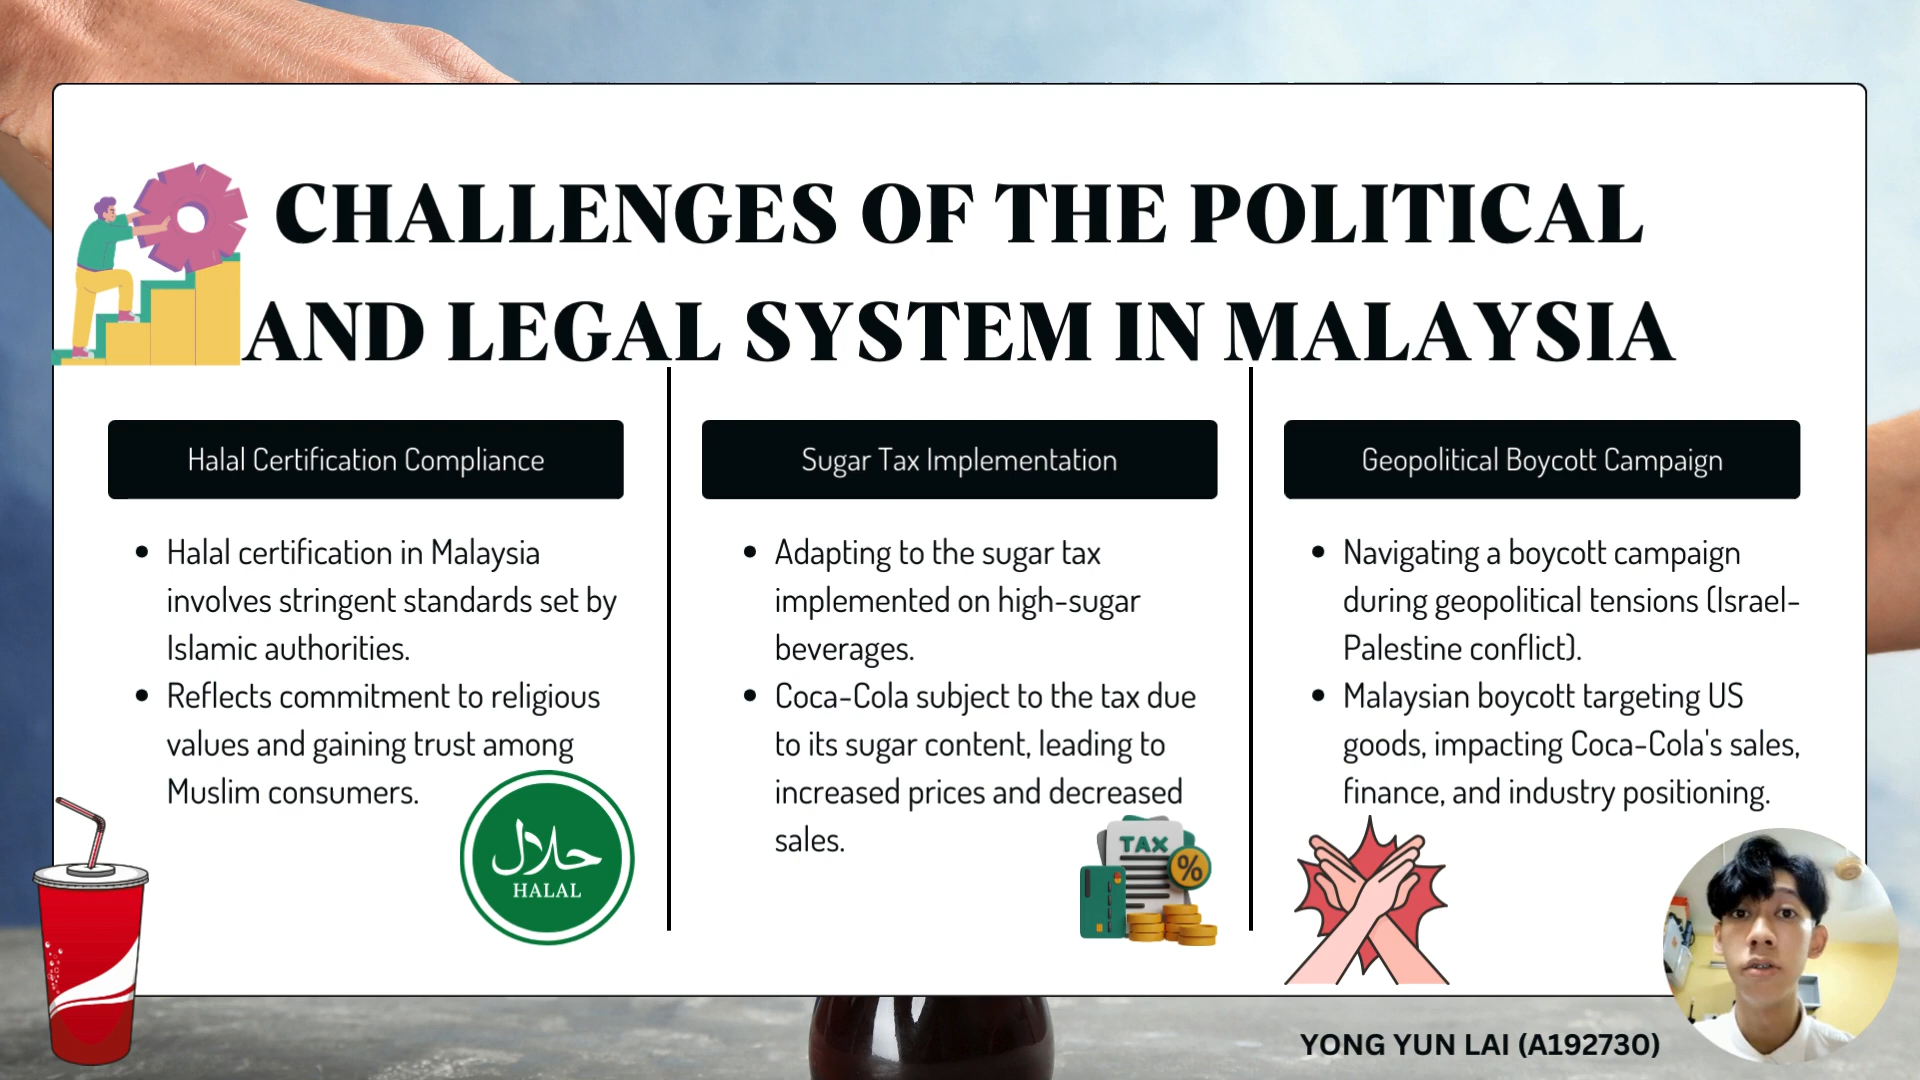 CHALLENGES OF THE POLITICAL
AND LEGAL SYSTEM IN MALAYSIA
Halal Certification Compliance
Halal certification in Malaysia
involves stringent standards set by
Islamic authorities.
Reflects commitment to religious
values and gaining trust among
Muslim consumers.
حلال
HALAL
Sugar Tax Implementation
Adapting to the sugar tax
implemented on high-sugar
beverages.
Coca-Cola subject to the tax due
to its sugar content, leading to
increased prices and decreased
sales.
TAX
%
Geopolitical Boycott Campaign
Navigating a boycott campaign
during geopolitical tensions (Israel-
Palestine conflict).
Malaysian boycott targeting US
goods, impacting Coca-Cola's sales,
finance, and industry positioning.
YONG YUN LAI (A192730)